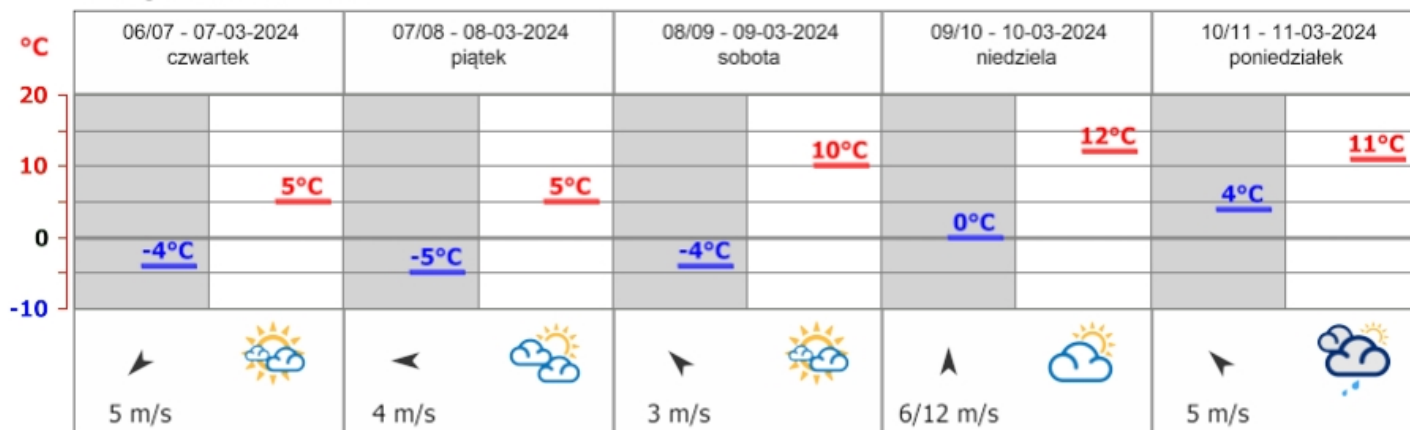 °C
06/07 - 07-03-2024
czwartek
07/08 - 08-03-2024
piątek
08/09 - 09-03-2024
sobota
09/10 - 10-03-2024
niedziela
10/11 - 11-03-2024
poniedziałek
20
10
0
-10
-4°C
5°C
-5°C
5°C
-4°C
10°C
0°C
12°C
4°C
11°C
5 m/s
4 m/s
3 m/s
6/12 m/s
5 m/s